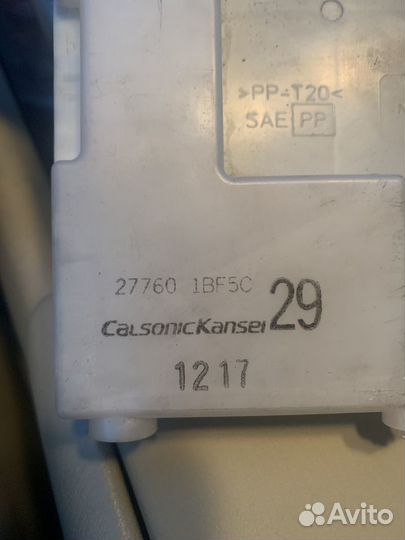 >PP-T20<
SAE PP
27760 1BF5C
CalsonicKansei 29
1217
Avito